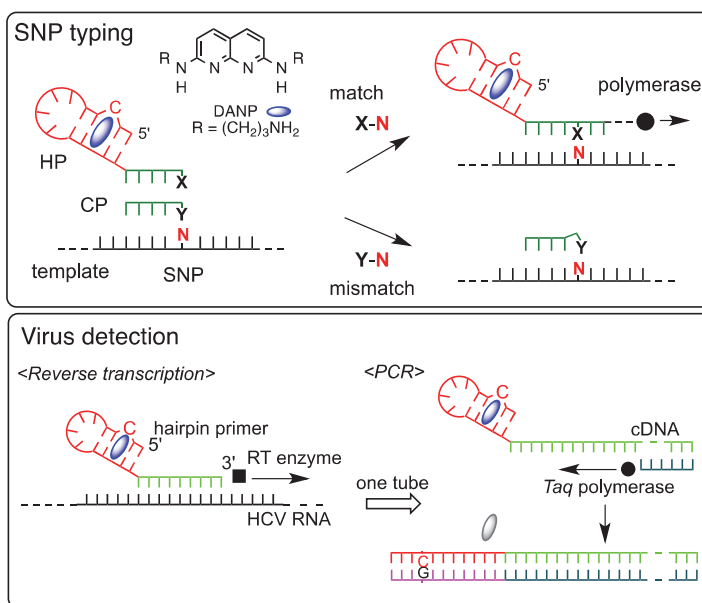 SNP typing
R
R
N
N
N
N
H
H
DANP
R = (CH₂)₃NH₂
C
5'
HP
X
CP
Y
N
template
SNP
match
X-N
Y-N
mismatch
C
5'
polymerase
X
N
Y
N
Virus detection
<Reverse transcription>
C
5'
hairpin primer
3'
RT enzyme
HCV RNA
one tube
<PCR>
C
cDNA
Taq polymerase
C
G